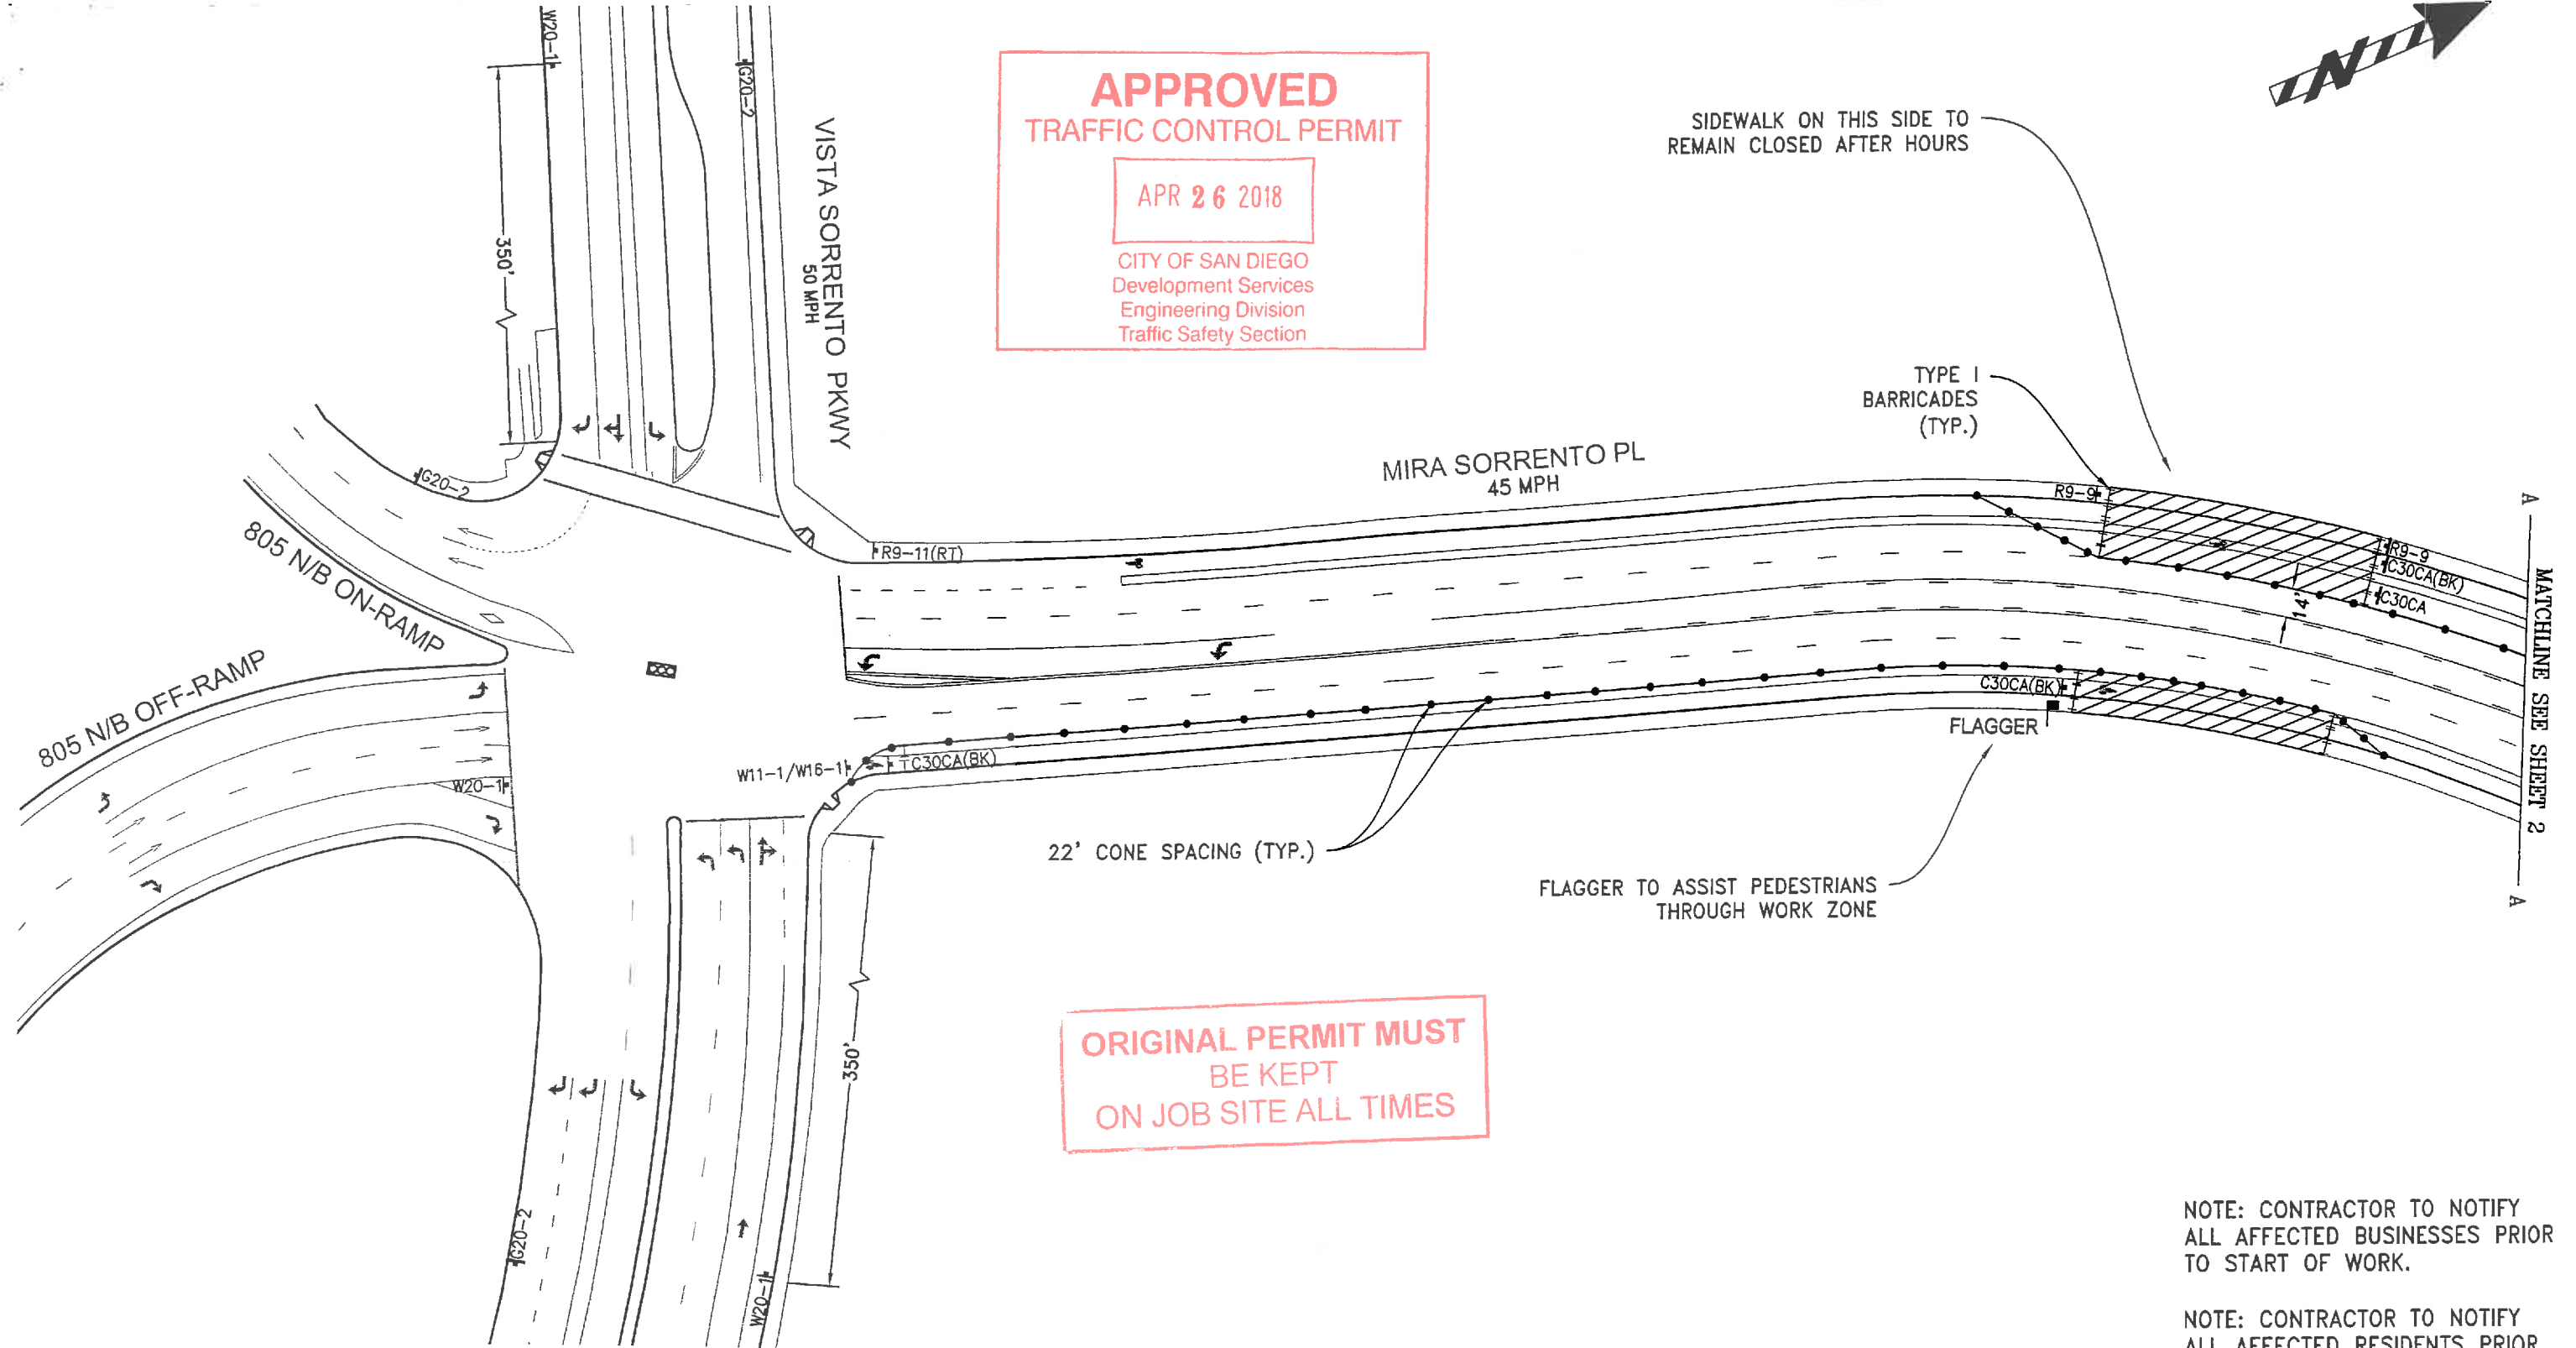 W20-1
G20-2
350'
VISTA SORRENTO PKWY
50 MPH
APPROVED
TRAFFIC CONTROL PERMIT
APR 26 2018
CITY OF SAN DIEGO
Development Services
Engineering Division
Traffic Safety Section
N
SIDEWALK ON THIS SIDE TO
REMAIN CLOSED AFTER HOURS
TYPE I
BARRICADES
(TYP.)
MIRA SORRENTO PL
45 MPH
R9-9
R9-9
C30CA(BK)
C30CA
14'
A
MATCHLINE SEE SHEET 2
A
G20-2
805 N/B ON-RAMP
R9-11(RT)
805 N/B OFF-RAMP
W20-1
W11-1/W16-1
C30CA(BK)
C30CA(BK)
FLAGGER
22' CONE SPACING (TYP.)
FLAGGER TO ASSIST PEDESTRIANS
THROUGH WORK ZONE
350'
G20-2
W20-1
ORIGINAL PERMIT MUST
BE KEPT
ON JOB SITE ALL TIMES
NOTE: CONTRACTOR TO NOTIFY
ALL AFFECTED BUSINESSES PRIOR
TO START OF WORK.
NOTE: CONTRACTOR TO NOTIFY
ALL AFFECTED RESIDENTS PRIOR